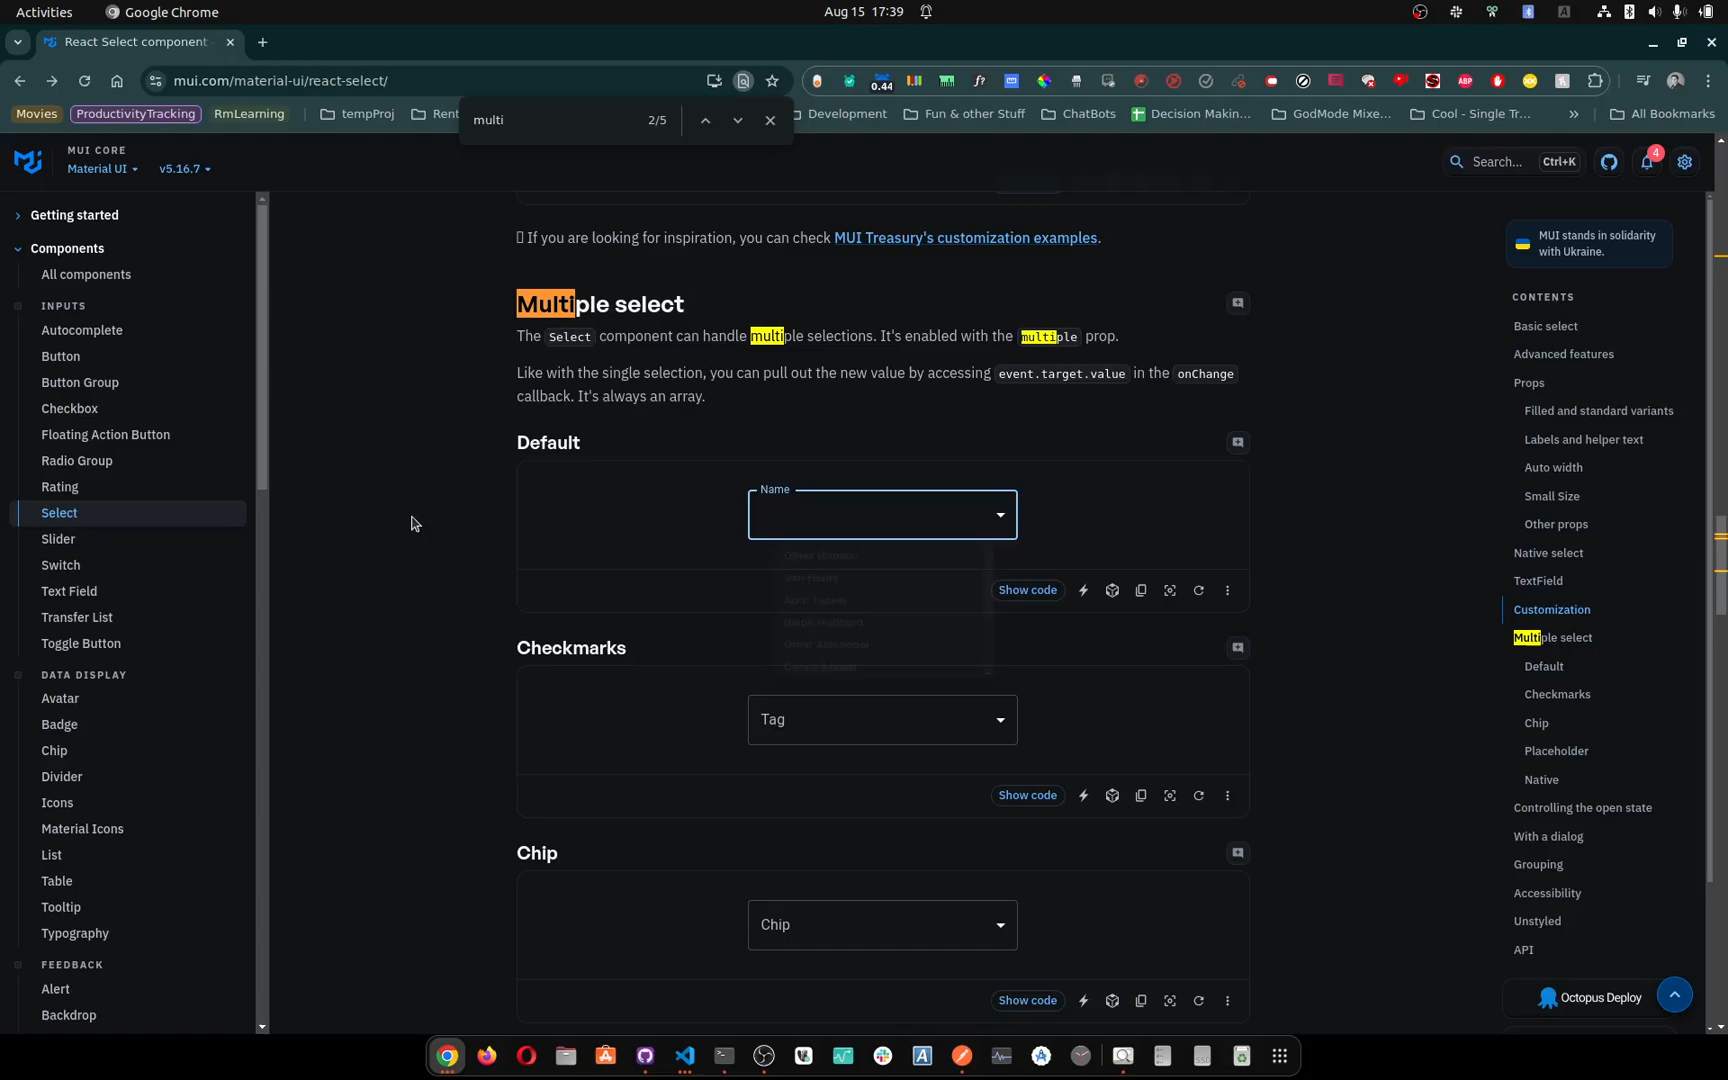 Activities
Google Chrome
Aug 15 17:39
React Select component
mui.com/material-ui/react-select/
0.44
ABP
Movies
ProductivityTracking
RmLearning
tempProj
Rent
multi
2/5
Development
Fun & other Stuff
ChatBots
Decision Makin...
GodMode Mixe...
Cool - Single Tr...
»
All Bookmarks
MUI CORE
Material UI
v5.16.7
Search...
Ctrl+K
4
Getting started
Components
All components
INPUTS
Autocomplete
Button
Button Group
Checkbox
Floating Action Button
Radio Group
Rating
Select
Slider
Switch
Text Field
Transfer List
Toggle Button
DATA DISPLAY
Avatar
Badge
Chip
Divider
Icons
Material Icons
List
Table
Tooltip
Typography
FEEDBACK
Alert
Backdrop
If you are looking for inspiration, you can check MUI Treasury's customization examples.
Multiple select
The Select component can handle multiple selections. It's enabled with the multiple prop.
Like with the single selection, you can pull out the new value by accessing event.target.value in the onChange
callback. It's always an array.
Default
Name
Show code
Checkmarks
Tag
Show code
Chip
Chip
Show code
MUI stands in solidarity
with Ukraine.
CONTENTS
Basic select
Advanced features
Props
Filled and standard variants
Labels and helper text
Auto width
Small Size
Other props
Native select
TextField
Customization
Multiple select
Default
Checkmarks
Chip
Placeholder
Native
Controlling the open state
With a dialog
Grouping
Accessibility
Unstyled
API
Octopus Deploy